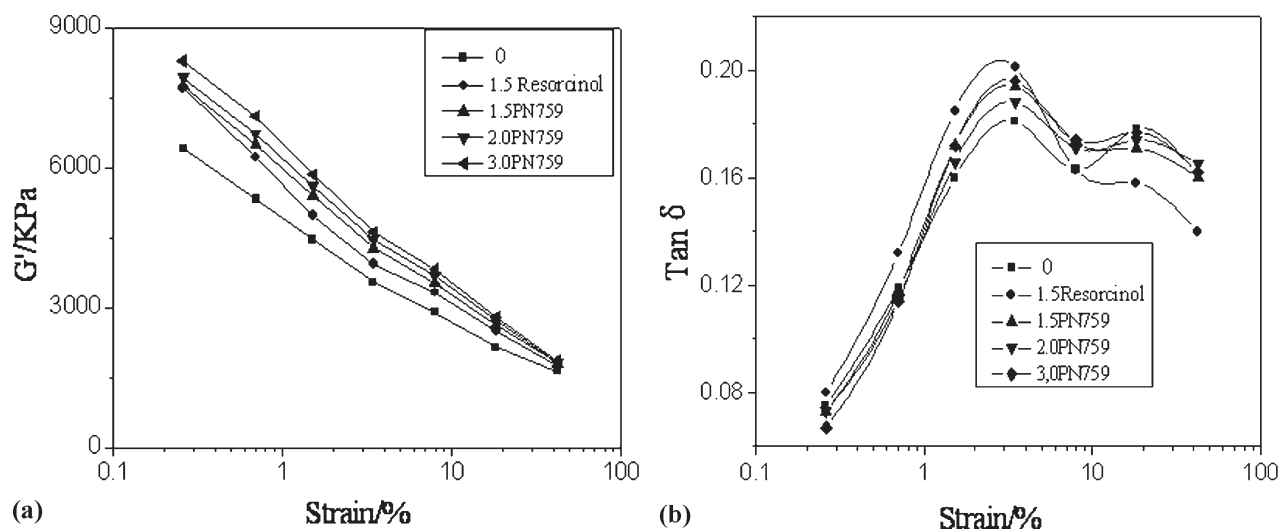 9000
6000
3000
0
G'/KPa
0
1.5 Resorcinol
1.5PN759
2.0PN759
3.0PN759
0.1
1
10
100
Strain/%
(a)
0.20
0.16
0.12
0.08
Tan δ
0
1.5Resorcinol
1.5PN759
2.0PN759
3,0PN759
0.1
1
10
100
Strain/%
(b)